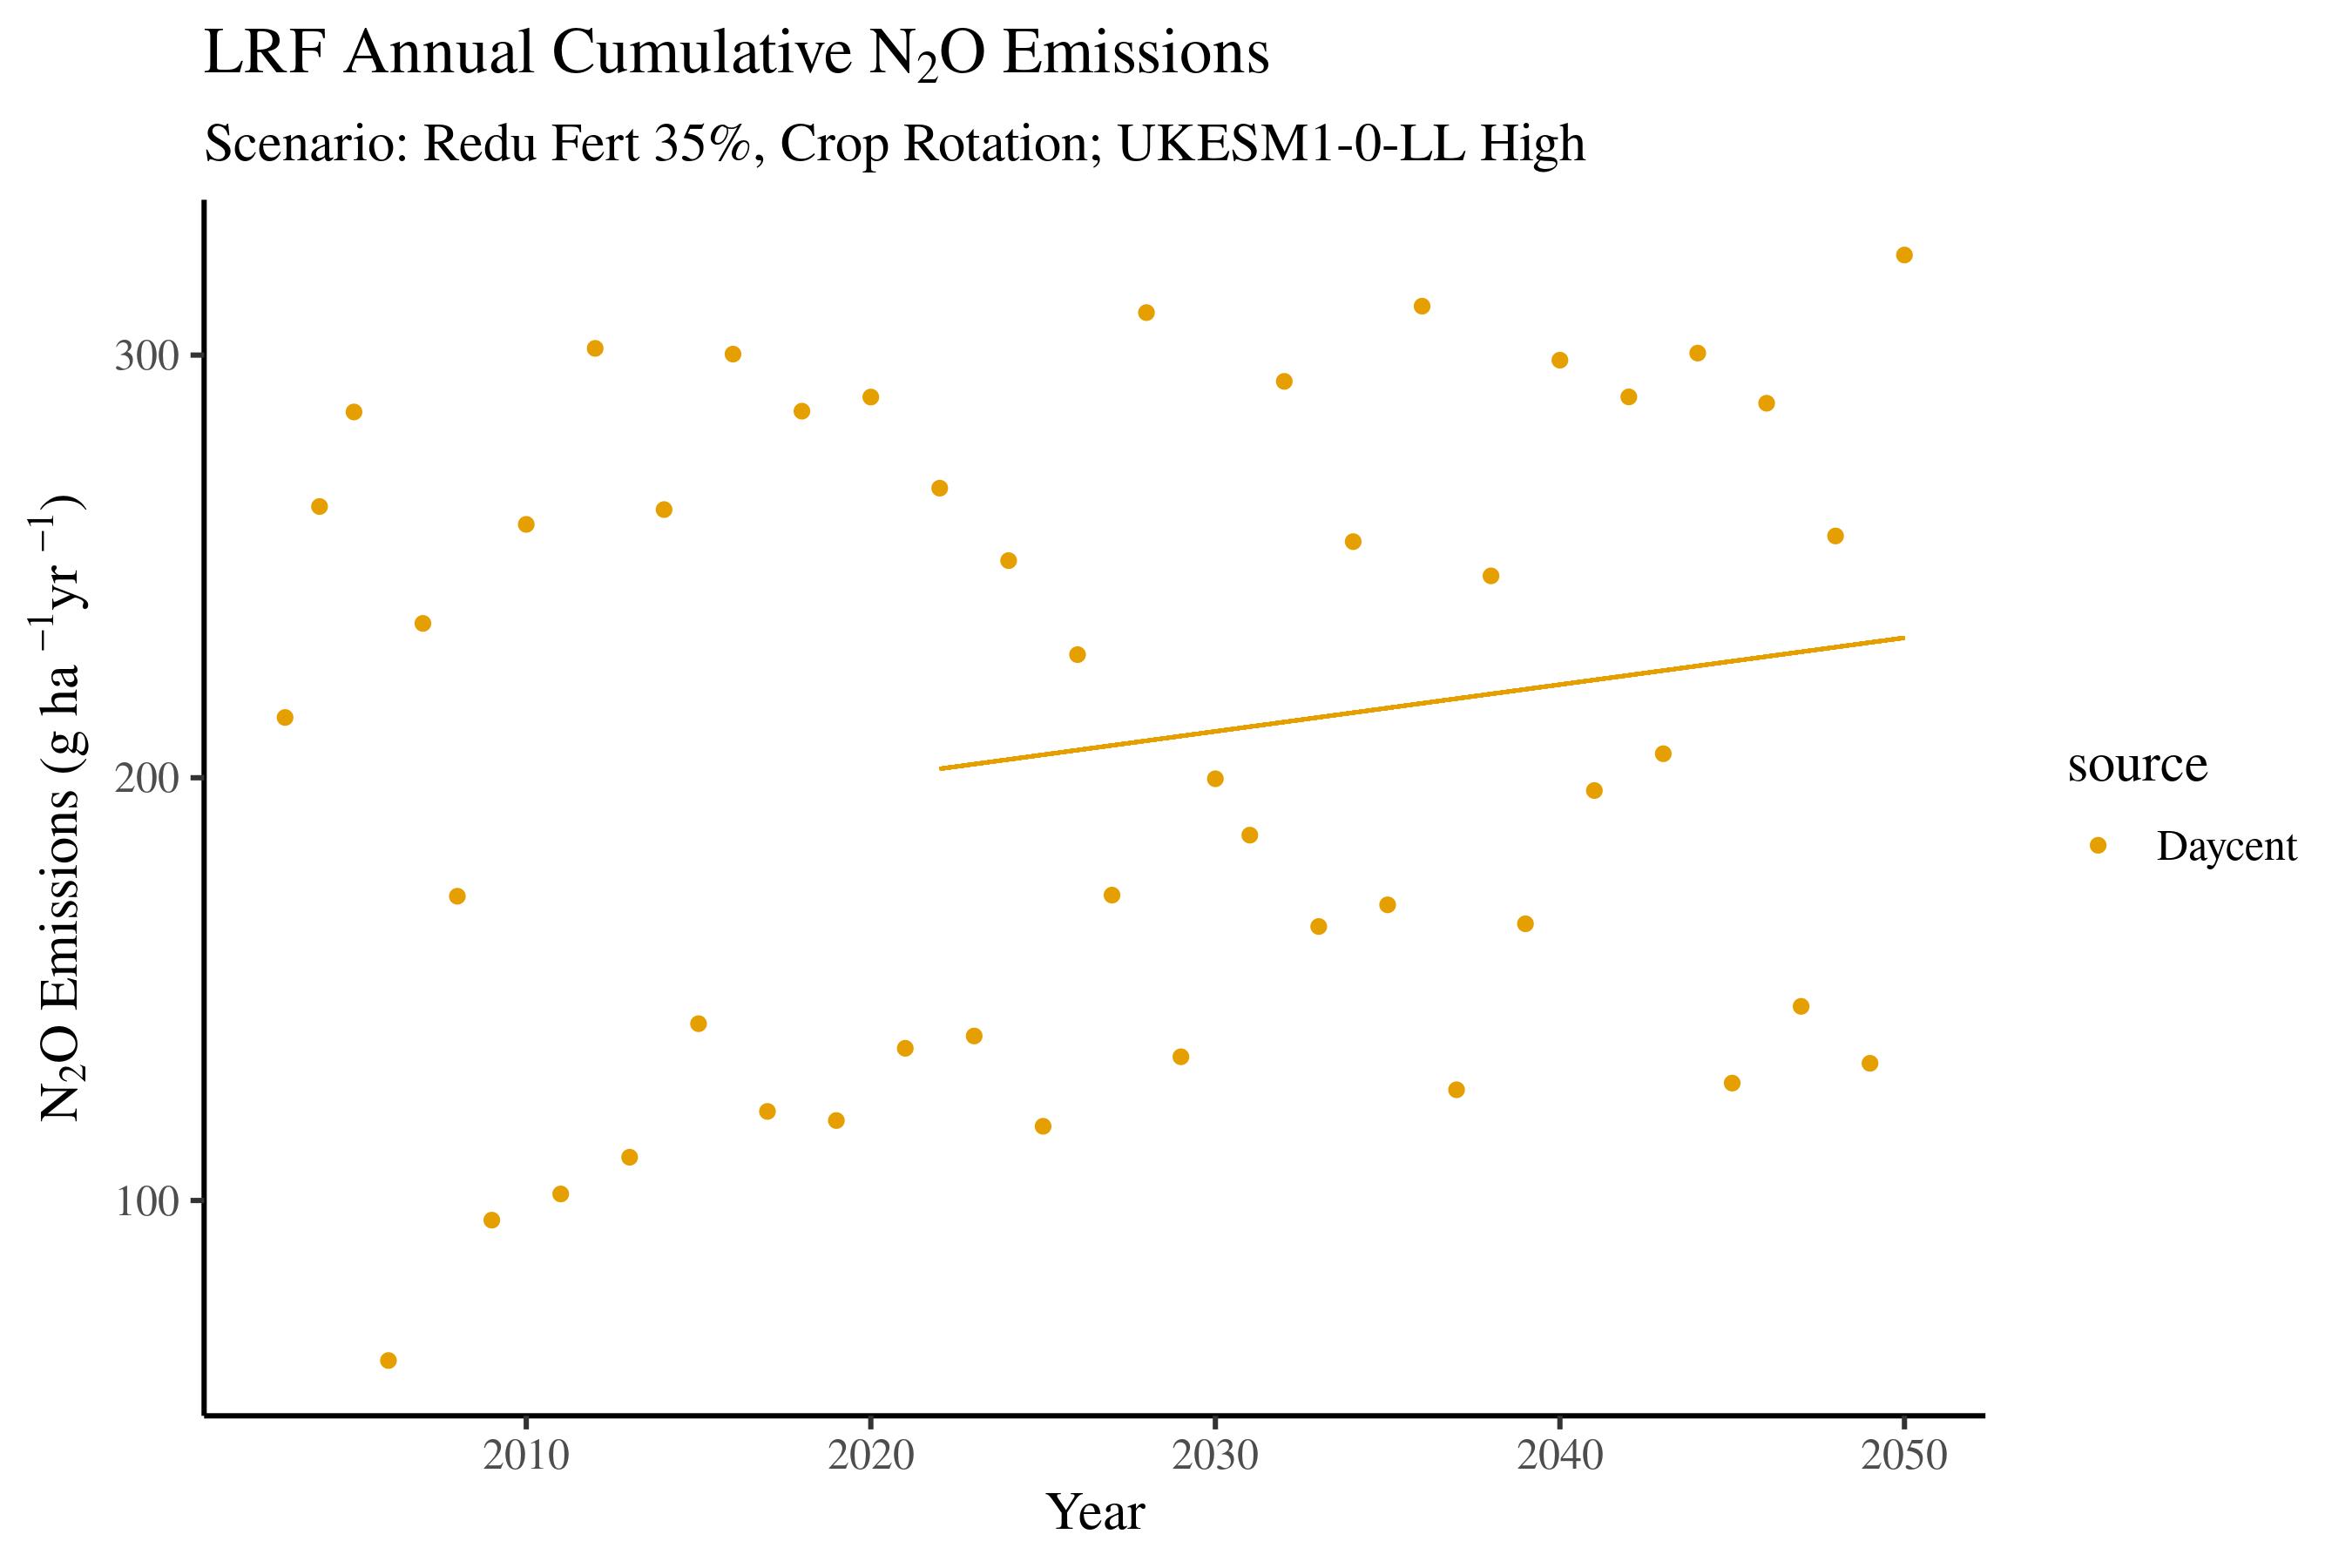 LRF Annual Cumulative N₂O Emissions
Scenario: Redu Fert 35%, Crop Rotation; UKESM1-0-LL High
N₂O Emissions (g ha ⁻¹yr ⁻¹)
300
200
100
2010 2020 2030 2040 2050
Year
source
Daycent